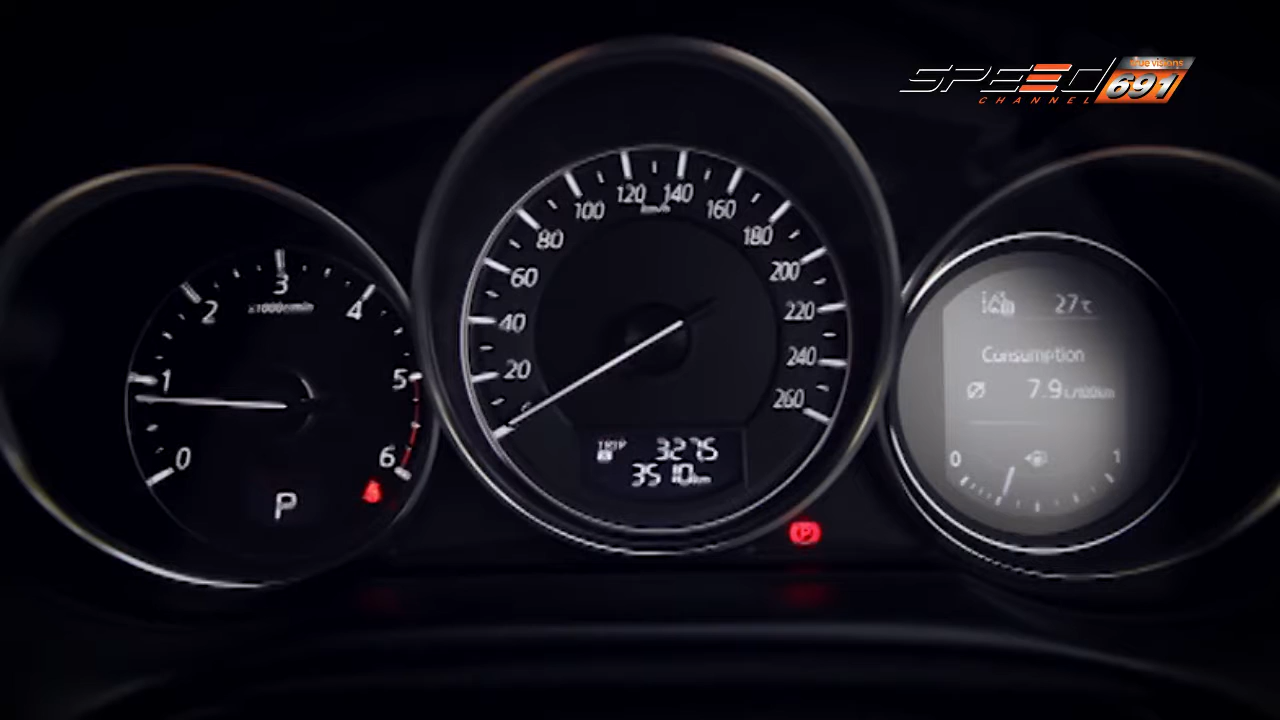 SPEED
CHANNEL
true visions
691
0
1
2
3
4
5
6
x1000r/min
P
20
40
60
80
100
120
140
160
180
200
220
240
260
km/h
TRIP
3510 km
27℃
Consumption
7.9 L/100km
0
1
P